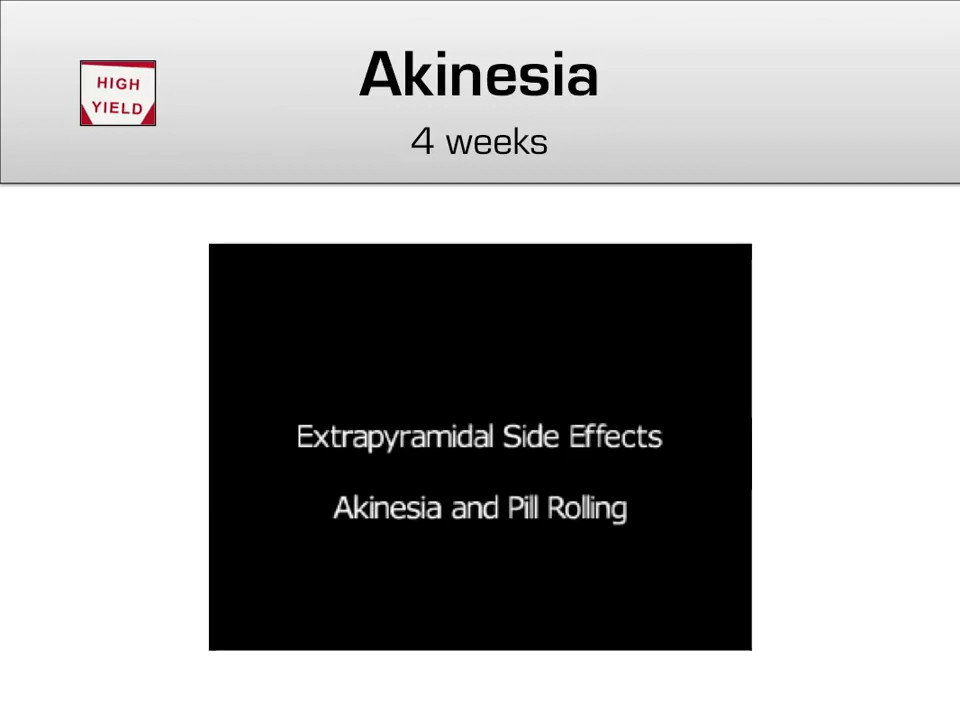 HIGH
YIELD
Akinesia
4 weeks
Extrapyramidal Side Effects
Akinesia and Pill Rolling